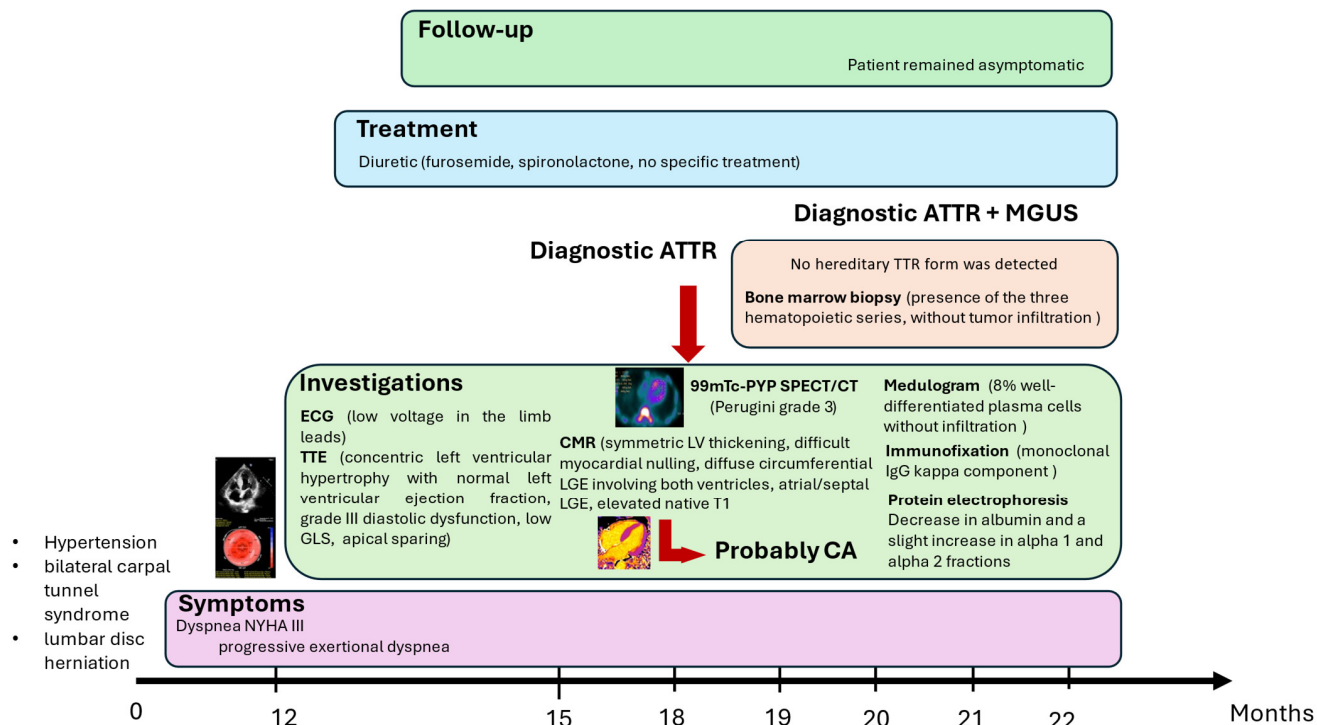 Follow-up
Patient remained asymptomatic
Treatment
Diuretic (furosemide, spironolactone, no specific treatment)
Diagnostic ATTR + MGUS
Diagnostic ATTR
No hereditary TTR form was detected
Bone marrow biopsy (presence of the three
hematopoietic series, without tumor infiltration )
Investigations
ECG (low voltage in the limb
leads)
TTE (concentric left ventricular
hypertrophy with normal left
ventricular ejection fraction,
grade III diastolic dysfunction, low
GLS, apical sparing)
99mTc-PYP SPECT/CT
(Perugini grade 3)
CMR (symmetric LV thickening, difficult
myocardial nulling, diffuse circumferential
LGE involving both ventricles, atrial/septal
LGE, elevated native T1
Probably CA
Medulogram (8% well-
differentiated plasma cells
without infiltration )
Immunofixation (monoclonal
IgG kappa component )
Protein electrophoresis
Decrease in albumin and a
slight increase in alpha 1 and
alpha 2 fractions
• Hypertension
• bilateral carpal
tunnel
syndrome
• lumbar disc
herniation
Symptoms
Dyspnea NYHA III
progressive exertional dyspnea
0 12 15 18 19 20 21 22 Months